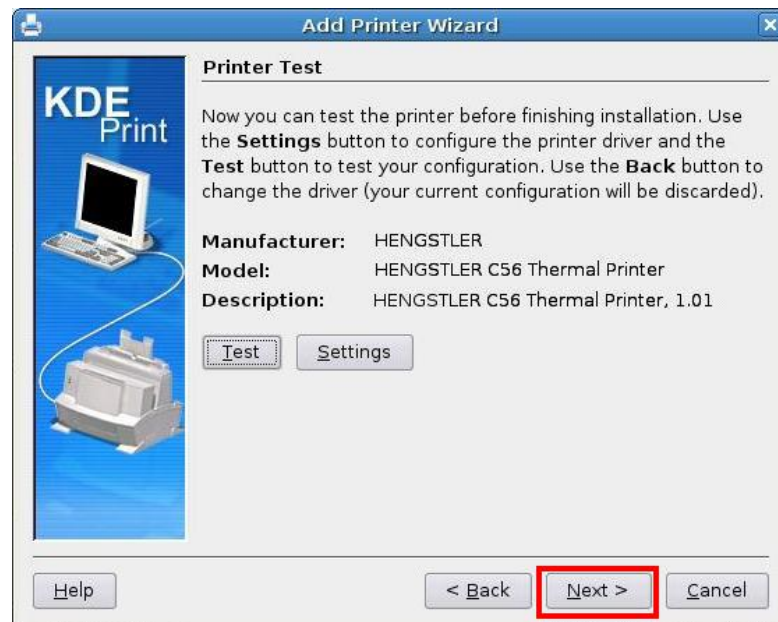 Add Printer Wizard
KDE
Print
Printer Test
Now you can test the printer before finishing installation. Use
the Settings button to configure the printer driver and the
Test button to test your configuration. Use the Back button to
change the driver (your current configuration will be discarded).
Manufacturer: HENGSTLER
Model: HENGSTLER C56 Thermal Printer
Description: HENGSTLER C56 Thermal Printer, 1.01
Test Settings
Help < Back Next > Cancel